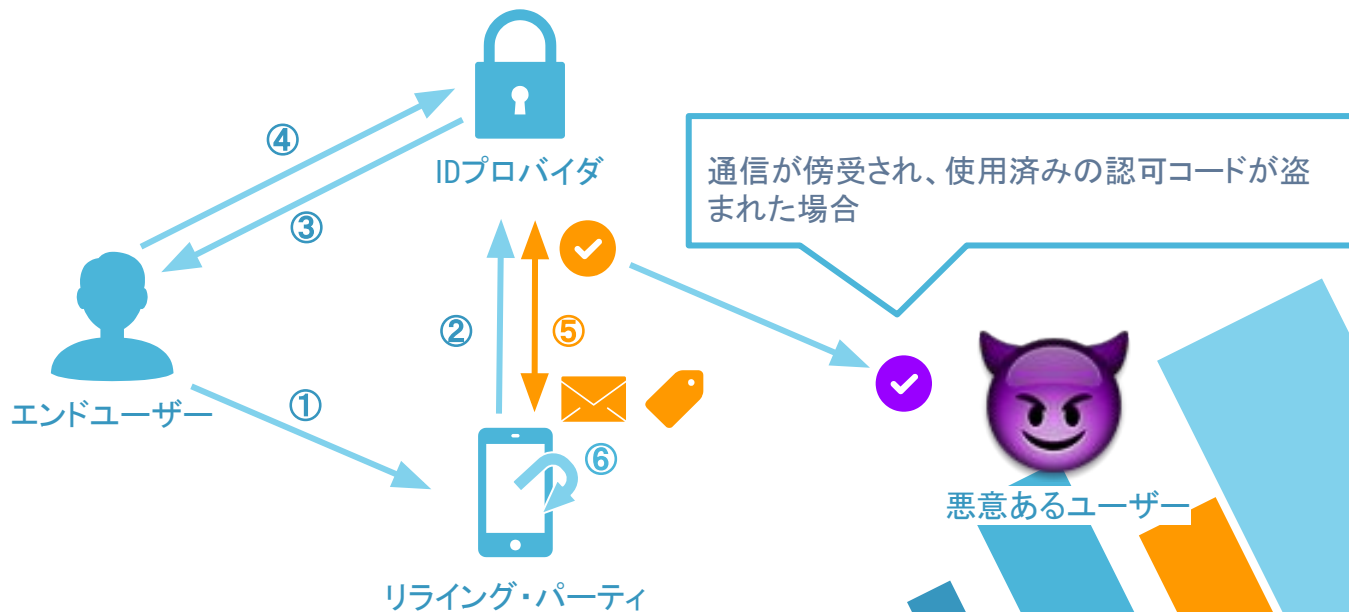 ④
IDプロバイダ
③
通信が傍受され、使用済みの認可コードが盗
まれた場合
②
⑤
エンドユーザー
①
⑥
悪意あるユーザー
リライング・パーティ